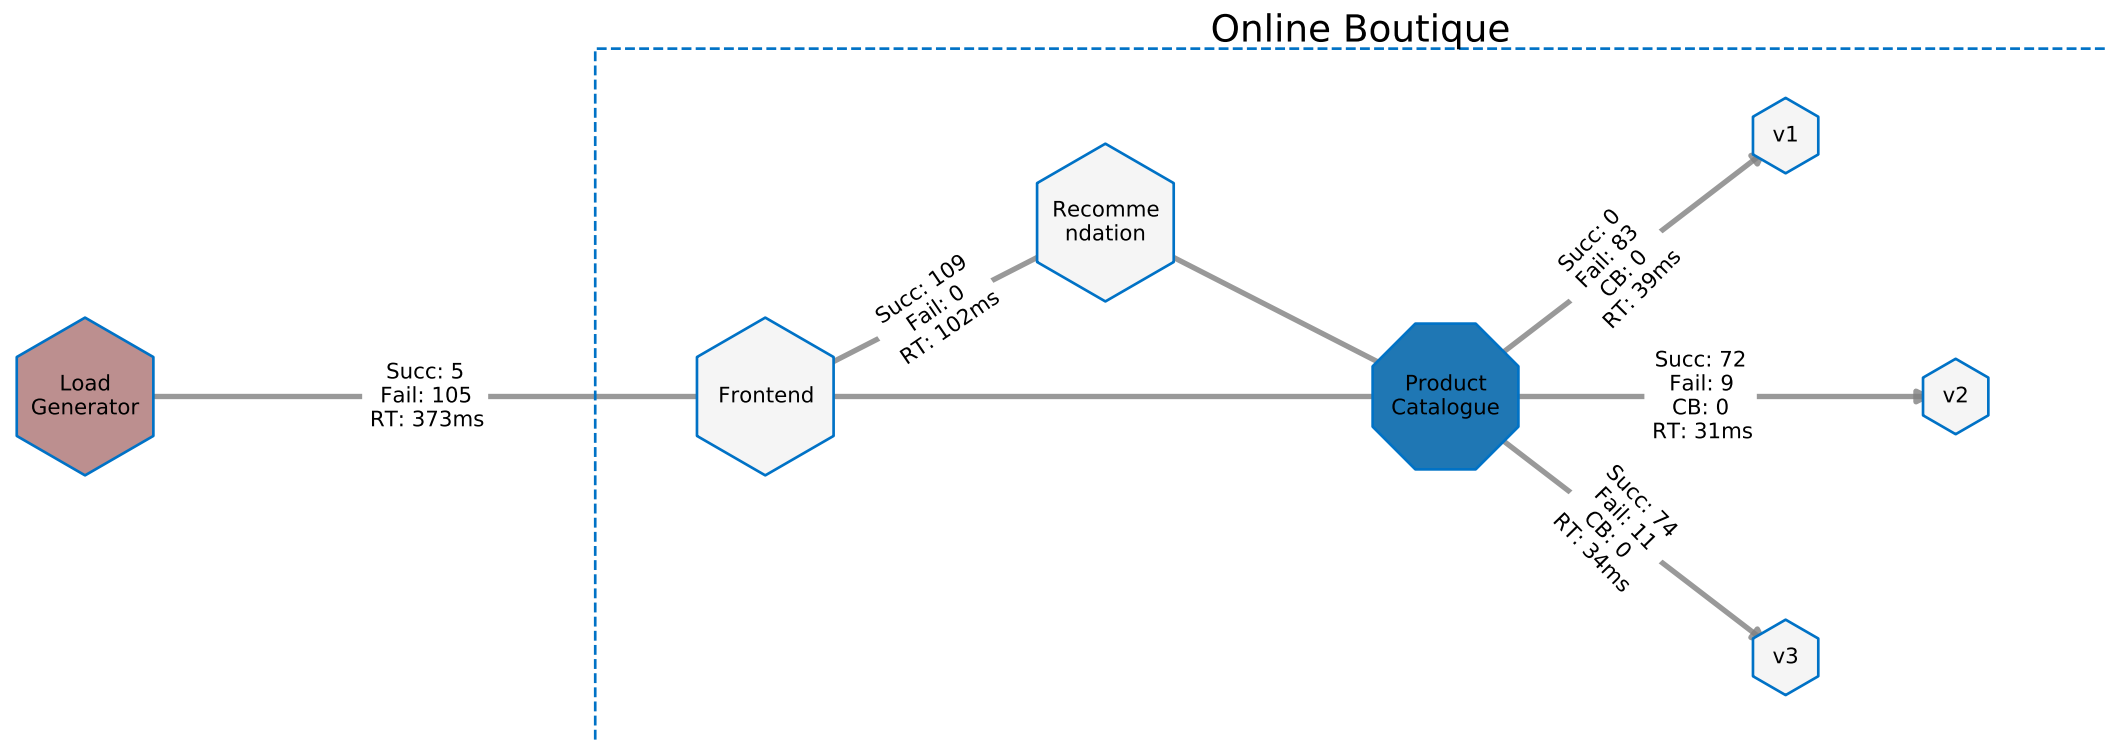 Online Boutique
Load
Generator
Succ: 5
Fail: 105
RT: 373ms
Frontend
Succ: 109
Fail: 0
RT: 102ms
Recomme
ndation
Product
Catalogue
Succ: 0
Fail: 83
CB: 0
RT: 39ms
v1
Succ: 72
Fail: 9
CB: 0
RT: 31ms
v2
Succ: 74
Fail: 11
CB: 0
RT: 34ms
v3